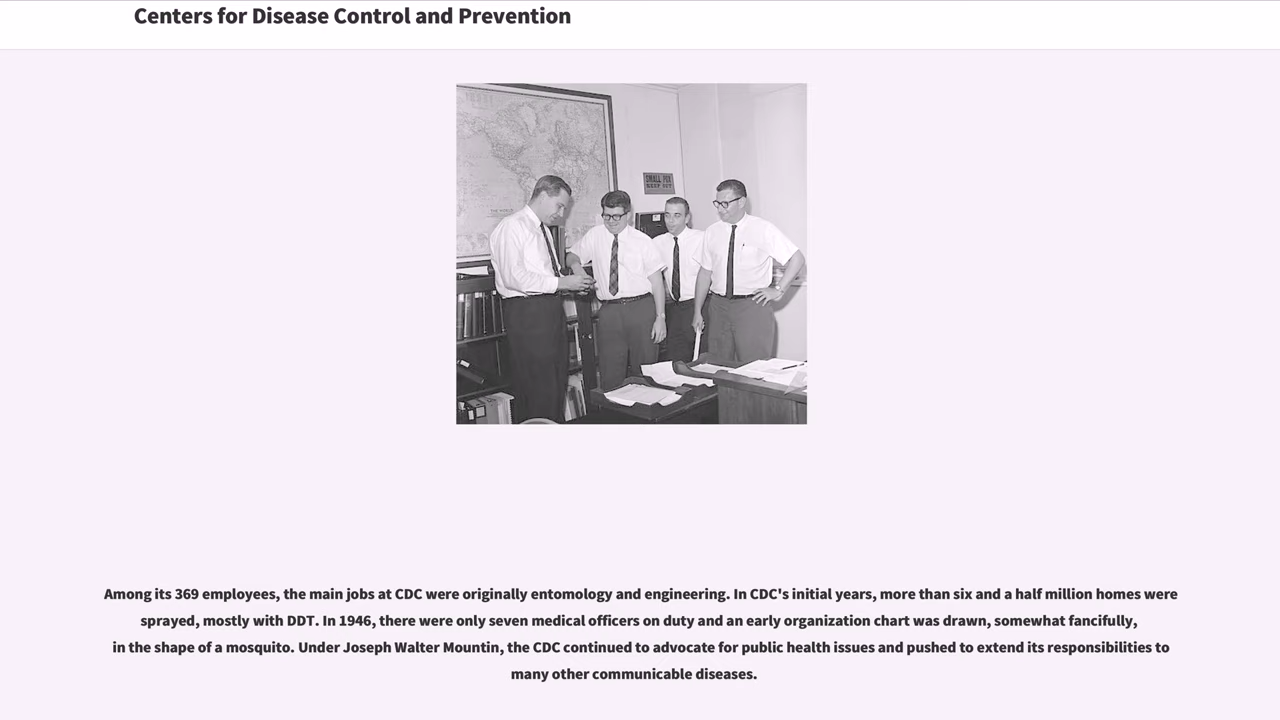 Centers for Disease Control and Prevention
SMALL POX
KEEP OUT
THE WORLD
Among its 369 employees, the main jobs at CDC were originally entomology and engineering. In CDC's initial years, more than six and a half million homes were
sprayed, mostly with DDT. In 1946, there were only seven medical officers on duty and an early organization chart was drawn, somewhat fancifully,
in the shape of a mosquito. Under Joseph Walter Mountin, the CDC continued to advocate for public health issues and pushed to extend its responsibilities to
many other communicable diseases.